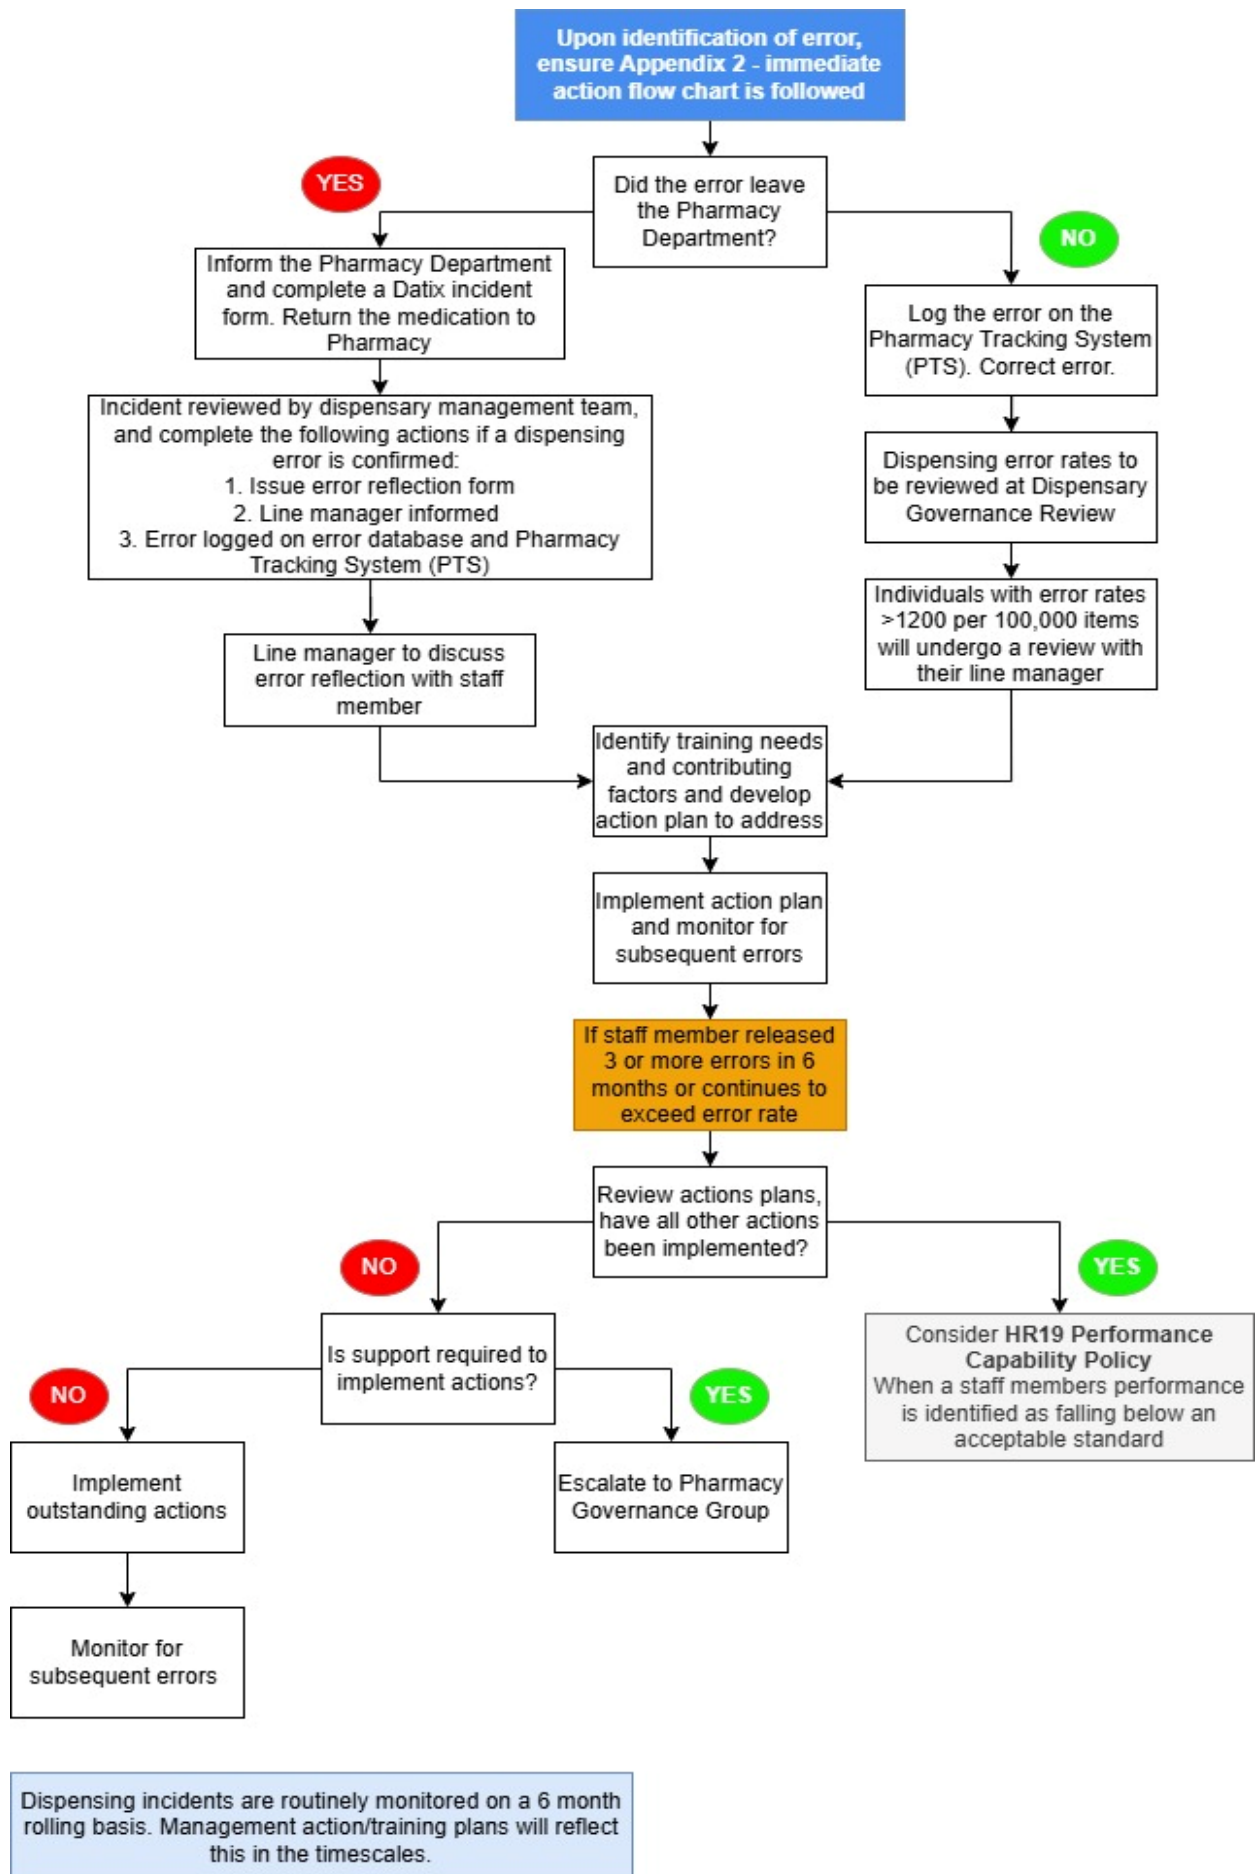 Upon identification of error,
ensure Appendix 2 - immediate
action flow chart is followed
Did the error leave
the Pharmacy
Department?
YES
NO
Inform the Pharmacy Department
and complete a Datix incident
form. Return the medication to
Pharmacy
Log the error on the
Pharmacy Tracking System
(PTS). Correct error.
Incident reviewed by dispensary management team,
and complete the following actions if a dispensing
error is confirmed:
1. Issue error reflection form
2. Line manager informed
3. Error logged on error database and Pharmacy
Tracking System (PTS)
Dispensing error rates to
be reviewed at Dispensary
Governance Review
Individuals with error rates
>1200 per 100,000 items
will undergo a review with
their line manager
Line manager to discuss
error reflection with staff
member
Identify training needs
and contributing
factors and develop
action plan to address
Implement action plan
and monitor for
subsequent errors
If staff member released
3 or more errors in 6
months or continues to
exceed error rate
Review actions plans,
have all other actions
been implemented?
NO
YES
Is support required to
implement actions?
Consider HR19 Performance
Capability Policy
When a staff members performance
is identified as falling below an
acceptable standard
NO
YES
Implement
outstanding actions
Escalate to Pharmacy
Governance Group
Monitor for
subsequent errors
Dispensing incidents are routinely monitored on a 6 month
rolling basis. Management action/training plans will reflect
this in the timescales.